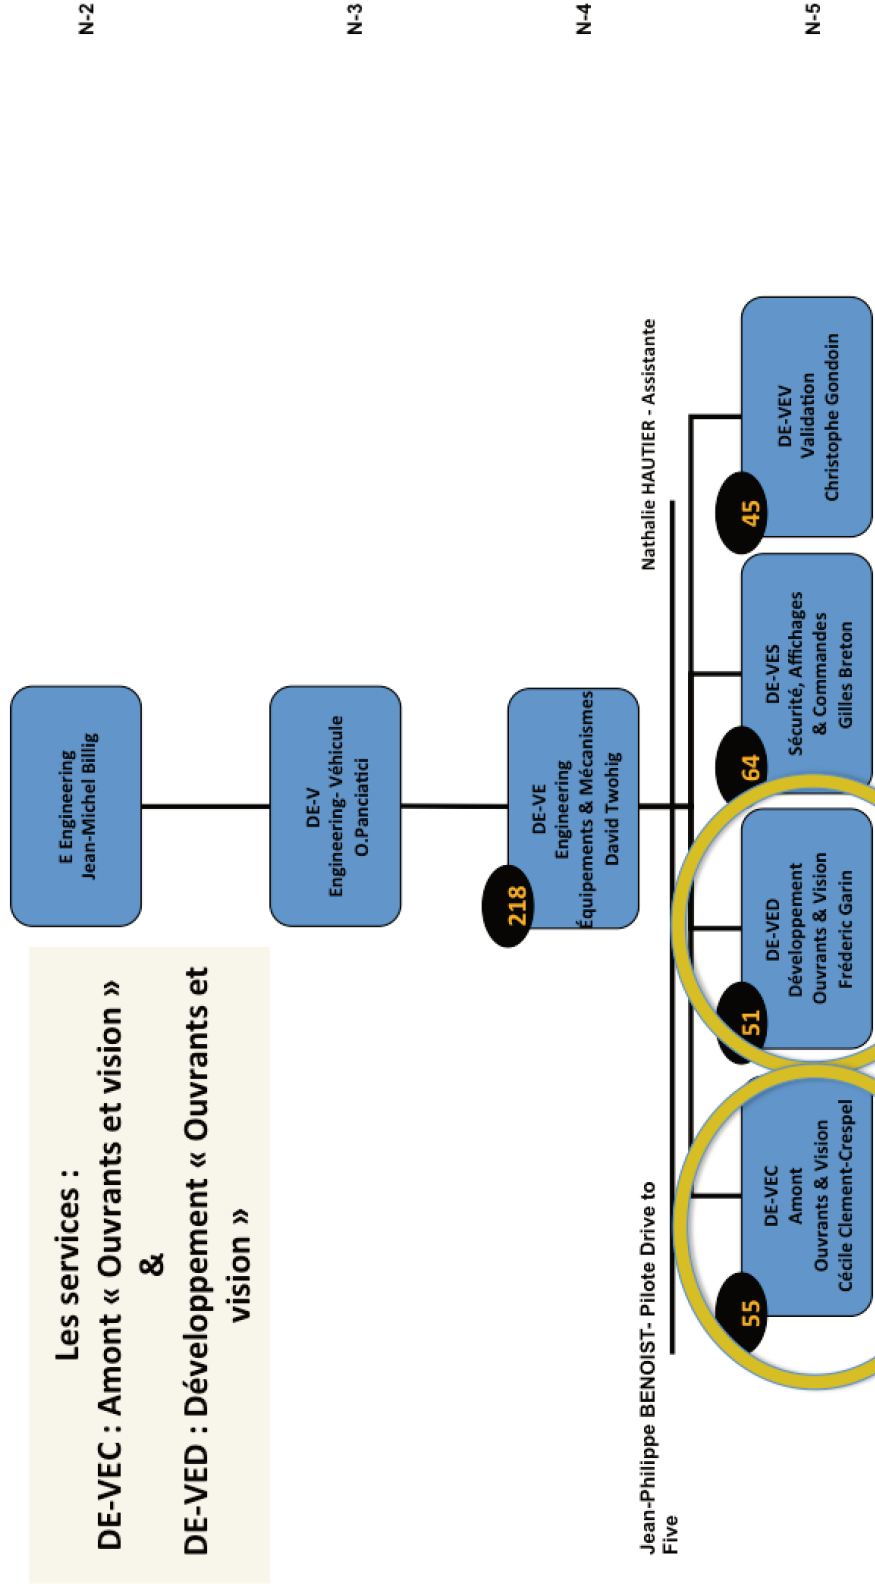 Les services :
DE-VEC : Amont « Ouvrants et vision »
&
DE-VED : Développement « Ouvrants et
vision »
E Engineering
Jean-Michel Billig
N-2
DE-V
Engineering- Véhicule
O.Panciatici
N-3
218
DE-VE
Engineering
Équipements & Mécanismes
David Twohig
N-4
Jean-Philippe BENOIST- Pilote Drive to
Five
Nathalie HAUTIER - Assistante
55
DE-VEC
Amont
Ouvrants & Vision
Cécile Clement-Crespel
51
DE-VED
Développement
Ouvrants & Vision
Fréderic Garin
64
DE-VES
Sécurité, Affichages
& Commandes
Gilles Breton
45
DE-VEV
Validation
Christophe Gondoin
N-5